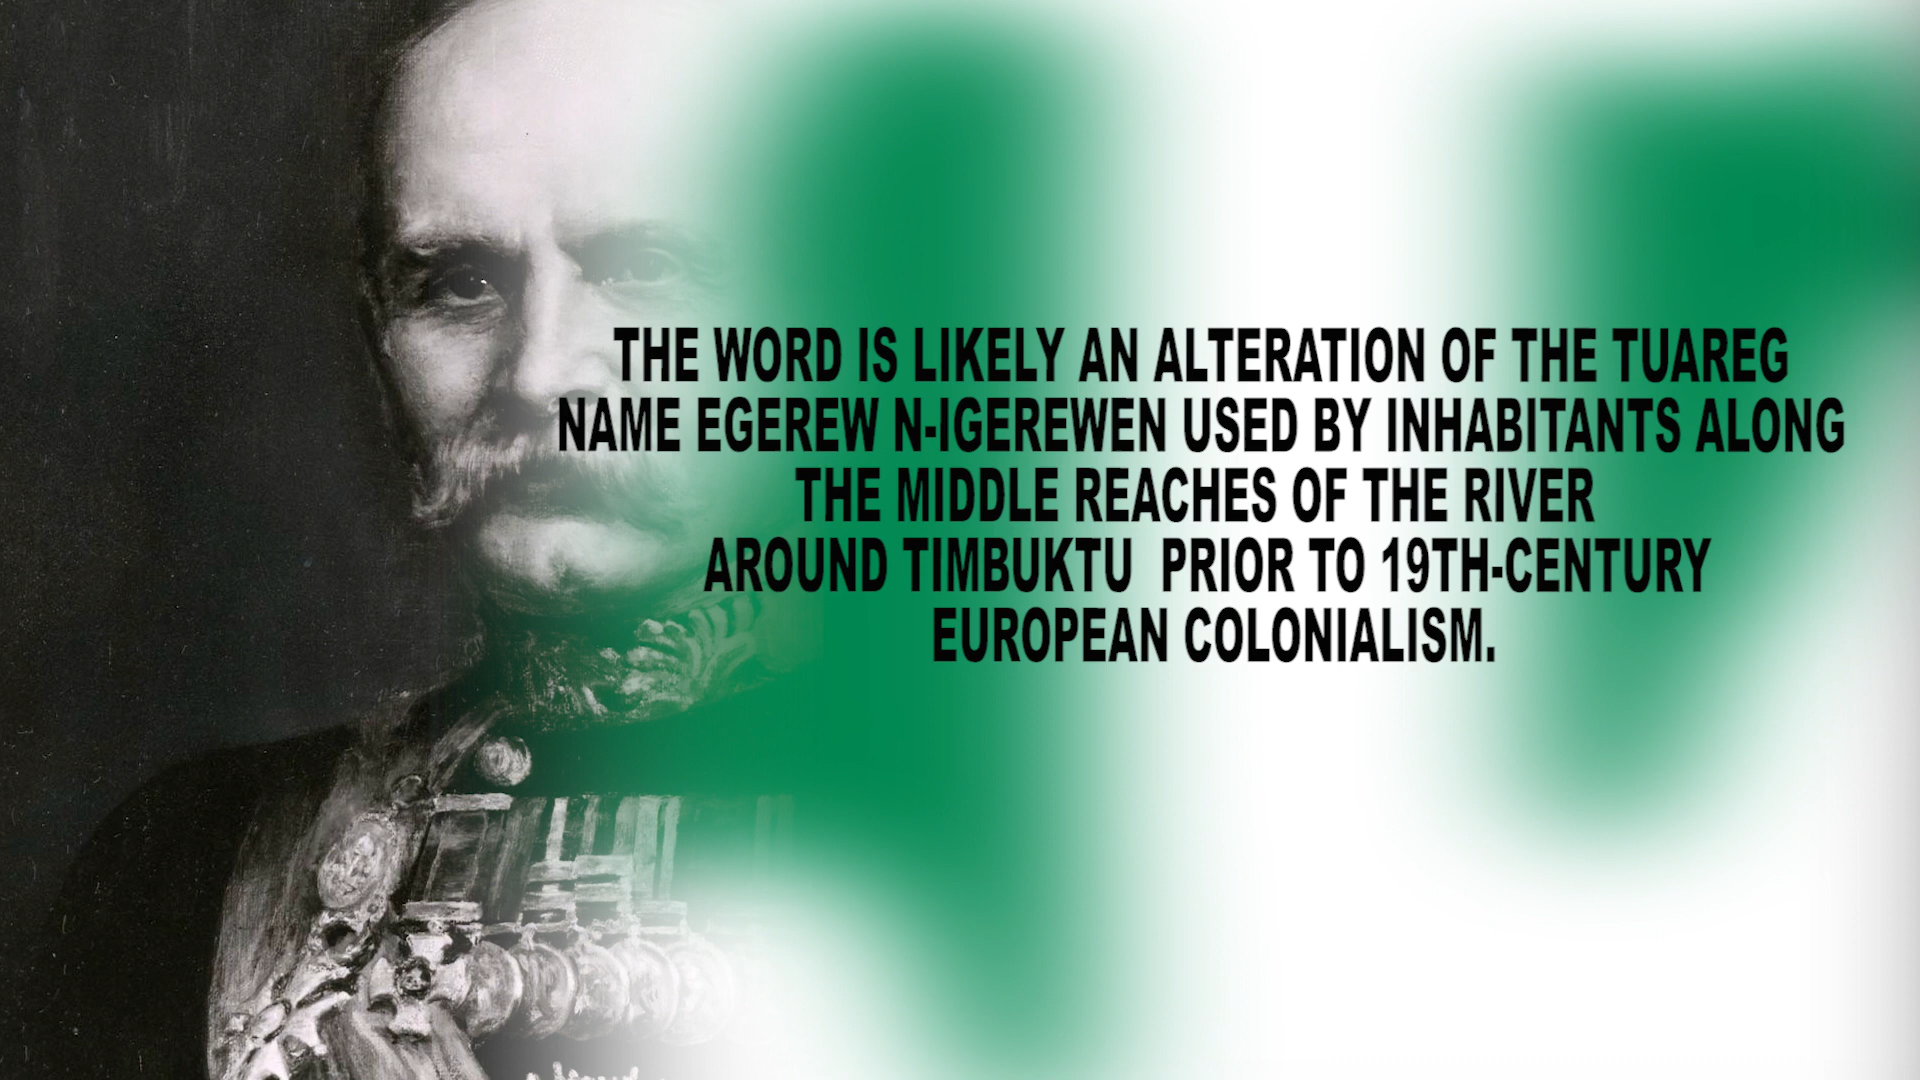 THE WORD IS LIKELY AN ALTERATION OF THE TUAREG
NAME EGEREW N-IGEREWEN USED BY INHABITANTS ALONG
THE MIDDLE REACHES OF THE RIVER
AROUND TIMBUKTU  PRIOR TO 19TH-CENTURY
EUROPEAN COLONIALISM.